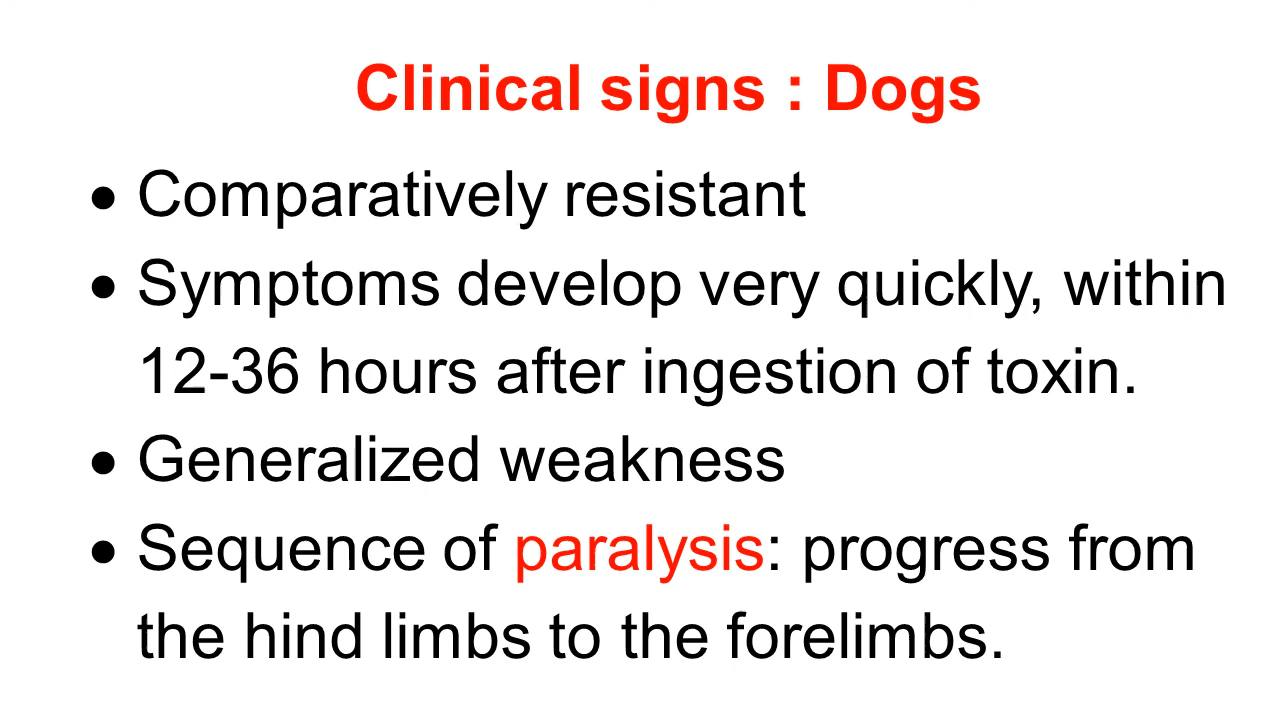 Clinical signs : Dogs
• Comparatively resistant
• Symptoms develop very quickly, within
12-36 hours after ingestion of toxin.
• Generalized weakness
• Sequence of paralysis: progress from
the hind limbs to the forelimbs.